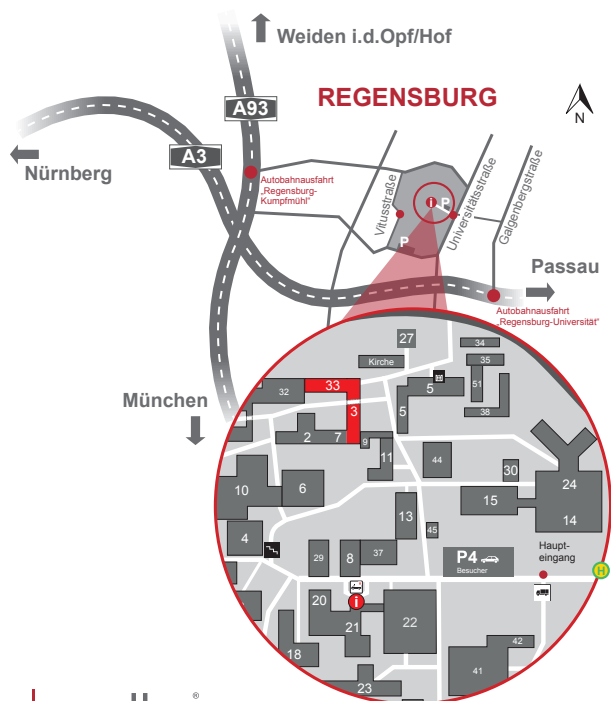 Weiden i.d.Opf/Hof
REGENSBURG
N
A93
A3
Nürnberg
Autobahnausfahrt
„Regensburg-
Kumpfmühl“
Vitusstraße
Universitätsstraße
Galgenbergstraße
i
P
P
Passau
Autobahnausfahrt
„Regensburg-Universität“
München
27
34
Kirche
35
32
33
5
51
3
5
38
2
7
9
11
44
30
24
10
6
15
14
13
4
45
29
8
37
P4
Besucher
Haupt-
eingang
H
i
20
21
22
18
42
41
23
®